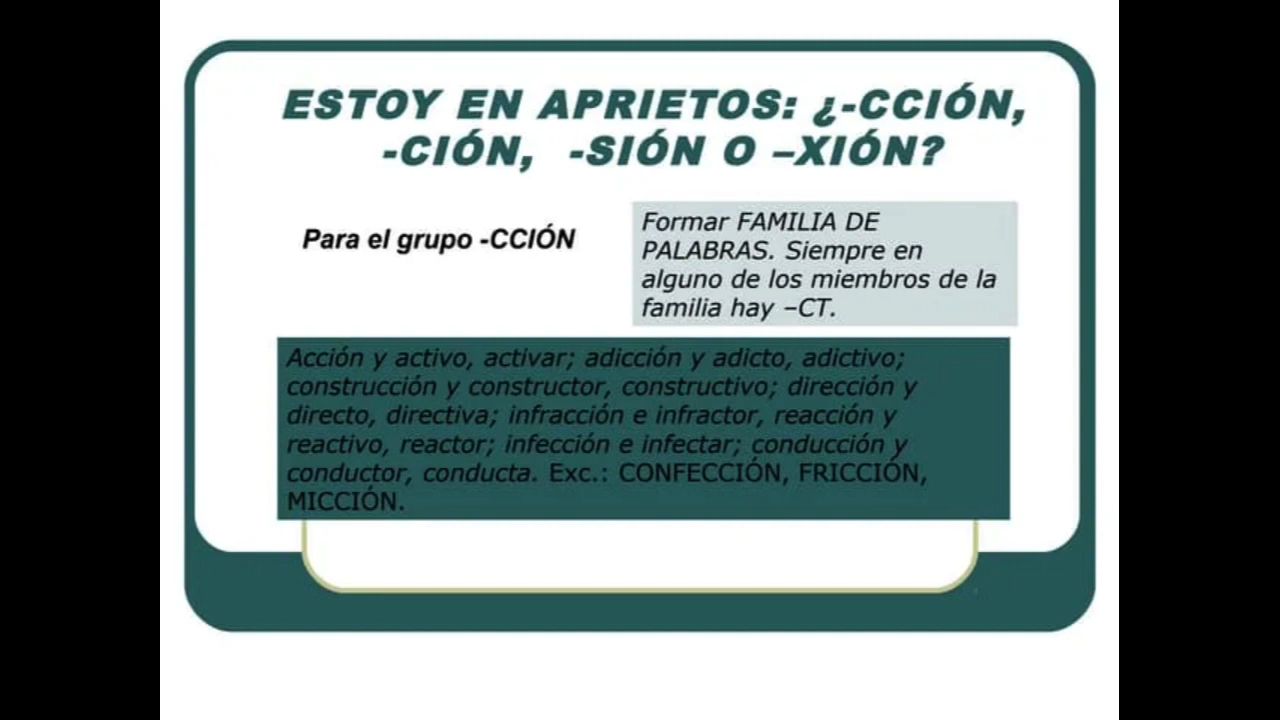 ESTOY EN APRIETOS: ¿-CCIÓN,
-CIÓN, -SIÓN O –XIÓN?
Para el grupo -CCIÓN
Formar FAMILIA DE
PALABRAS. Siempre en
alguno de los miembros de la
familia hay –CT.
Acción y activo, activar; adicción y adicto, adictivo;
construcción y constructor, constructivo; dirección y
directo, directiva; infracción e infractor, reacción y
reactivo, reactor; infección e infectar; conducción y
conductor, conducta. Exc.: CONFECCIÓN, FRICCIÓN,
MICCIÓN.